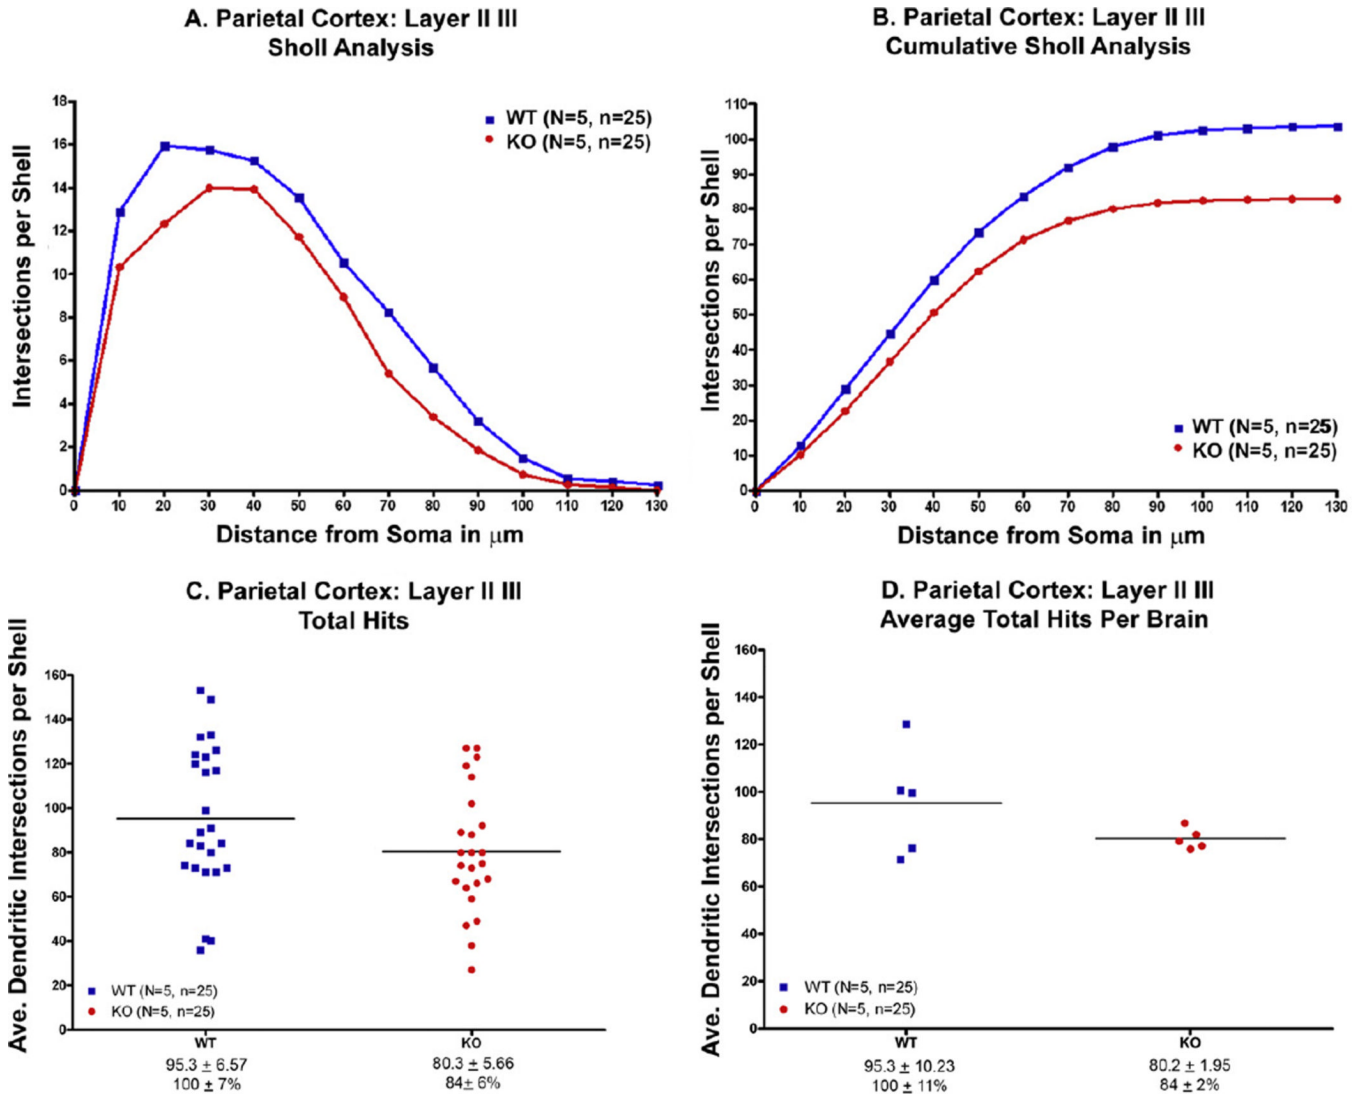 A. Parietal Cortex: Layer II III
Sholl Analysis
Intersections per Shell
18
16
14
12
10
8
6
4
2
0
WT (N=5, n=25)
KO (N=5, n=25)
0 10 20 30 40 50 60 70 80 90 100 110 120 130
Distance from Soma in μm
B. Parietal Cortex: Layer II III
Cumulative Sholl Analysis
Intersections per Shell
110
100
90
80
70
60
50
40
30
20
10
0
WT (N=5, n=25)
KO (N=5, n=25)
0 10 20 30 40 50 60 70 80 90 100 110 120 130
Distance from Soma in μm
C. Parietal Cortex: Layer II III
Total Hits
Ave. Dendritic Intersections per Shell
160
140
120
100
80
60
40
20
0
WT (N=5, n=25)
KO (N=5, n=25)
WT KO
95.3 ± 6.57 80.3 ± 5.66
100 ± 7% 84± 6%
D. Parietal Cortex: Layer II III
Average Total Hits Per Brain
Ave. Dendritic Intersections per Shell
160
140
120
100
80
60
40
20
0
WT (N=5, n=25)
KO (N=5, n=25)
WT KO
95.3 ± 10.23 80.2 ± 1.95
100 ± 11% 84 ± 2%